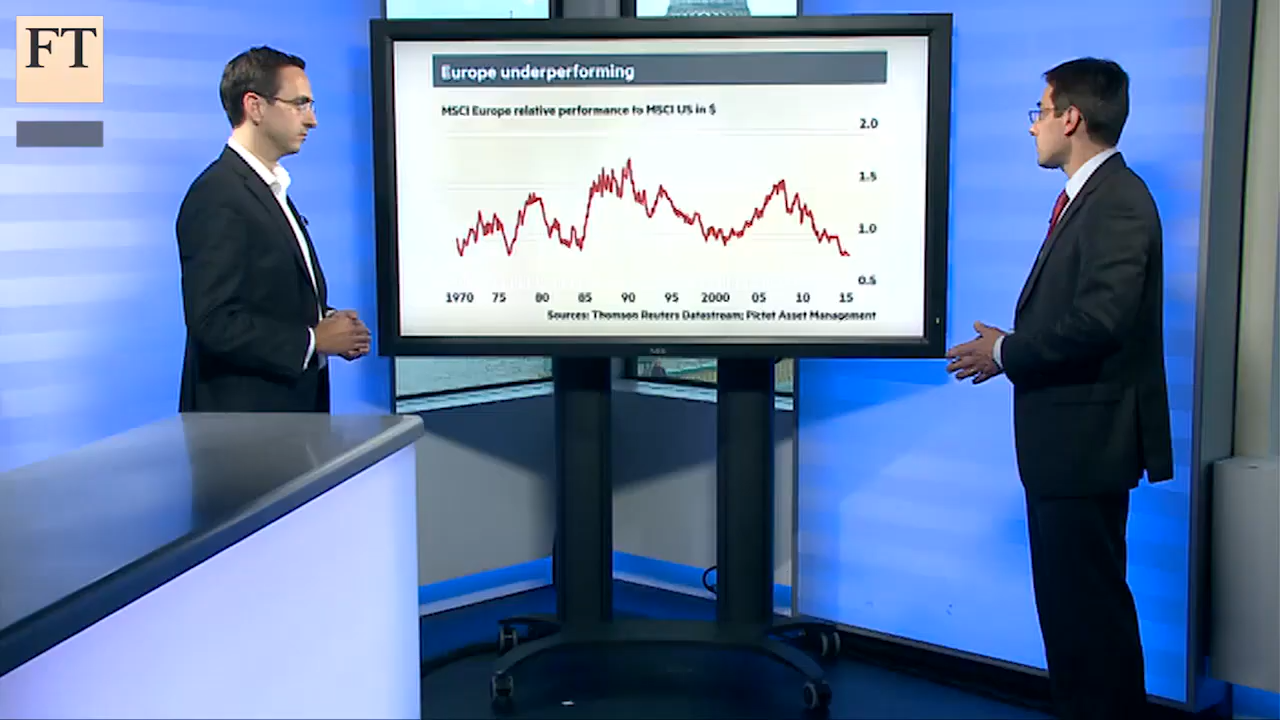 FT
Europe underperforming
MSCI Europe relative performance to MSCI US in $
2.0
1.5
1.0
0.5
1970 75 80 85 90 95 2000 05 10 15
Sources: Thomson Reuters Datastream; Pictet Asset Management
NEC